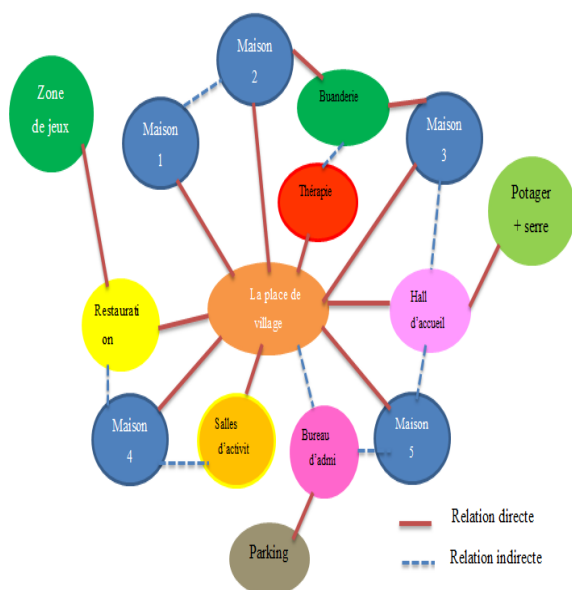 Maison
2
Zone
de jeux
Buanderie
Maison
1
Maison
3
Thérapie
Potager
+ serre
La place de
village
Restaurati
on
Hall
d'accueil
Maison
4
Salles
d'activit
Bureau
d'admi
Maison
5
Parking
Relation directe
Relation indirecte